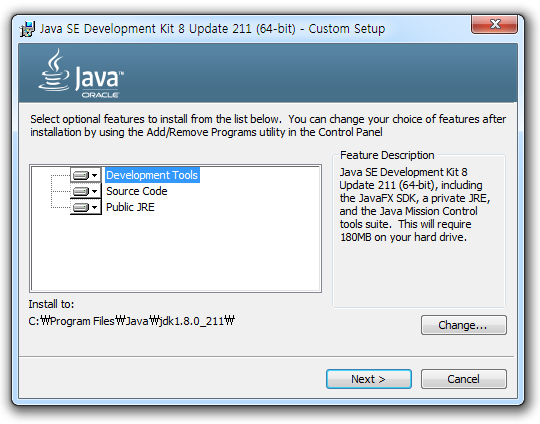 Java SE Development Kit 8 Update 211 (64-bit) - Custom Setup
Java™
ORACLE
Select optional features to install from the list below.  You can change your choice of features after
installation by using the Add/Remove Programs utility in the Control Panel
Development Tools
Source Code
Public JRE
Feature Description
Java SE Development Kit 8
Update 211 (64-bit), including
the JavaFX SDK, a private JRE,
and the Java Mission Control
tools suite.  This will require
180MB on your hard drive.
Install to:
C:₩Program Files₩Java₩jdk1.8.0_211₩
Change...
Next >
Cancel